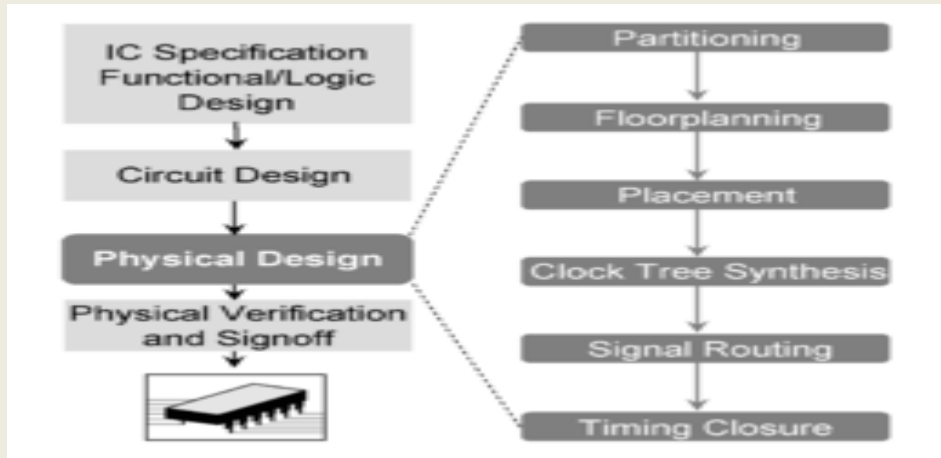 IC Specification
Functional/Logic
Design
Circuit Design
Physical Design
Physical Verification
and Signoff
Partitioning
Floorplanning
Placement
Clock Tree Synthesis
Signal Routing
Timing Closure